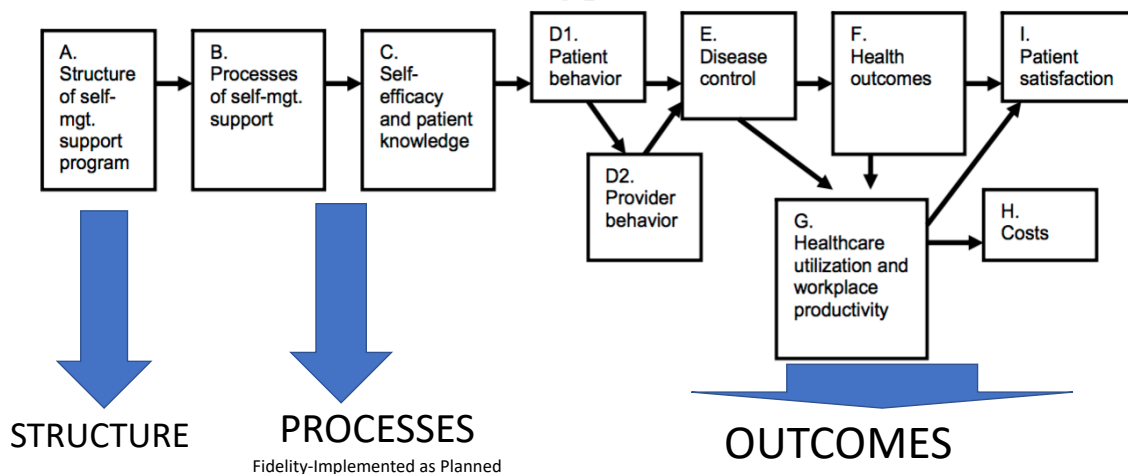 A.
Structure
of self-
mgt.
support
program
B.
Processes
of self-mgt.
support
C.
Self-
efficacy
and patient
knowledge
D1.
Patient
behavior
D2.
Provider
behavior
E.
Disease
control
F.
Health
outcomes
G.
Healthcare
utilization and
workplace
productivity
H.
Costs
I.
Patient
satisfaction
STRUCTURE
PROCESSES
Fidelity-Implemented as Planned
OUTCOMES